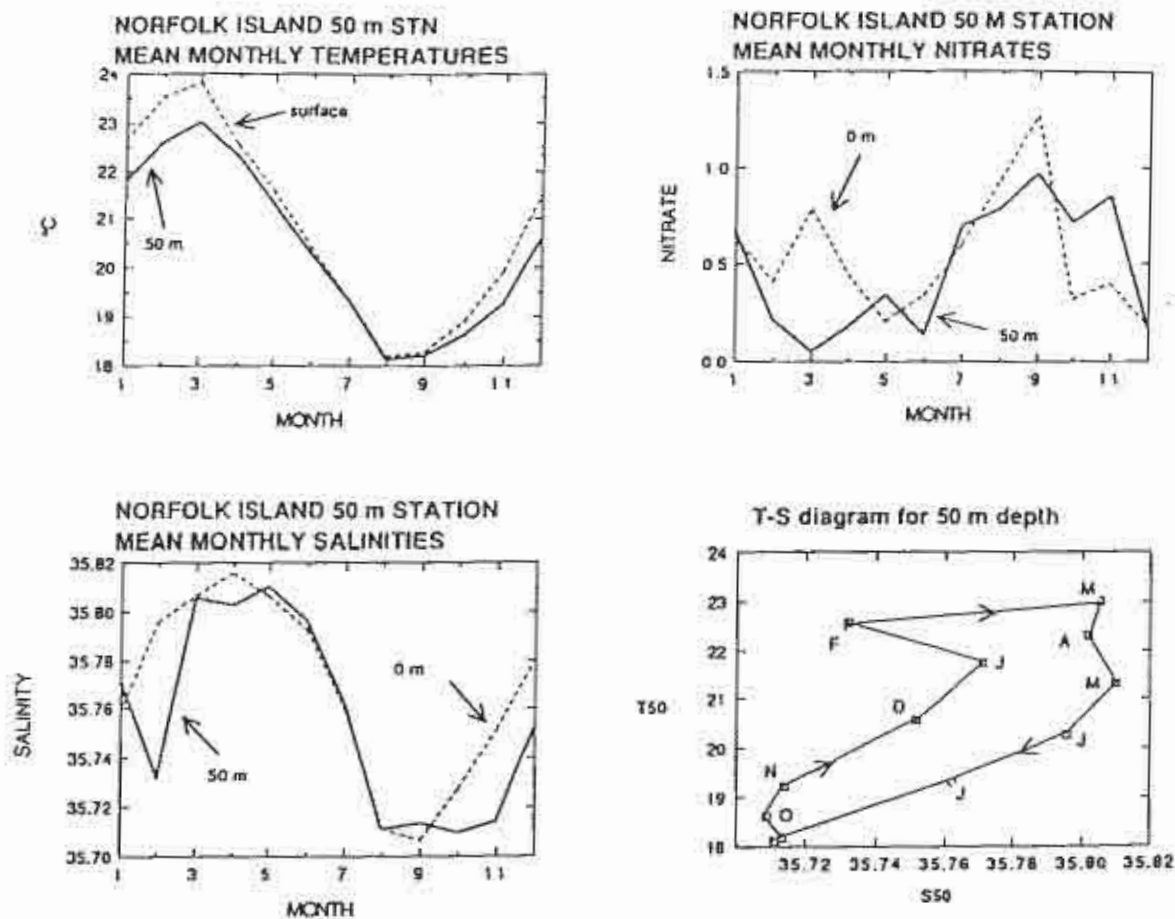 NORFOLK ISLAND 50 m STN
MEAN MONTHLY TEMPERATURES
24
23
22
21
20
19
18
°C
surface
50 m
1 3 5 7 9 11
MONTH
NORFOLK ISLAND 50 M STATION
MEAN MONTHLY NITRATES
1.5
1.0
0.5
0.0
NITRATE
0 m
50 m
1 3 5 7 9 11
MONTH
NORFOLK ISLAND 50 m STATION
MEAN MONTHLY SALINITIES
35.82
35.80
35.78
35.76
35.74
35.72
35.70
SALINITY
0 m
50 m
1 3 5 7 9 11
MONTH
T-S diagram for 50 m depth
24
23
22
21
20
19
18
T50
M
F
A
J
M
D
J
N
J
O
35.72 35.74 35.76 35.78 35.80 35.82
S50